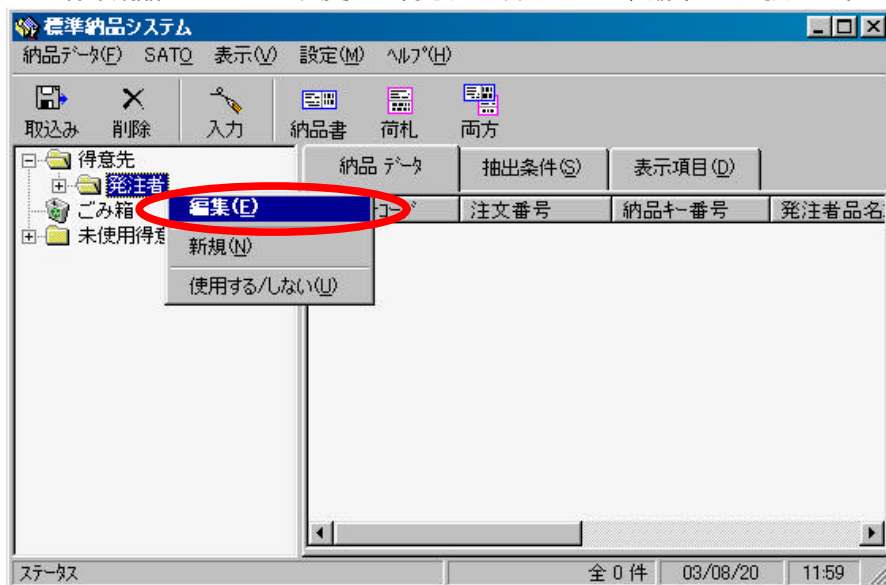 標準納品システム
納品ﾃﾞｰﾀ(F) SATO 表示(V) 設定(M) ﾍﾙﾌﾟ(H)
取込み 削除 入力 納品書 荷札 両方
得意先
発注者
ごみ箱
未使用得意
編集(E)
新規(N)
使用する/しない(U)
納品 ﾃﾞｰﾀ 抽出条件(S) 表示項目(D)
ｺｰﾄﾞ 注文番号 納品ｷｰ番号 発注者品名
ｽﾃｰﾀｽ 全 0 件 03/08/20 11:59